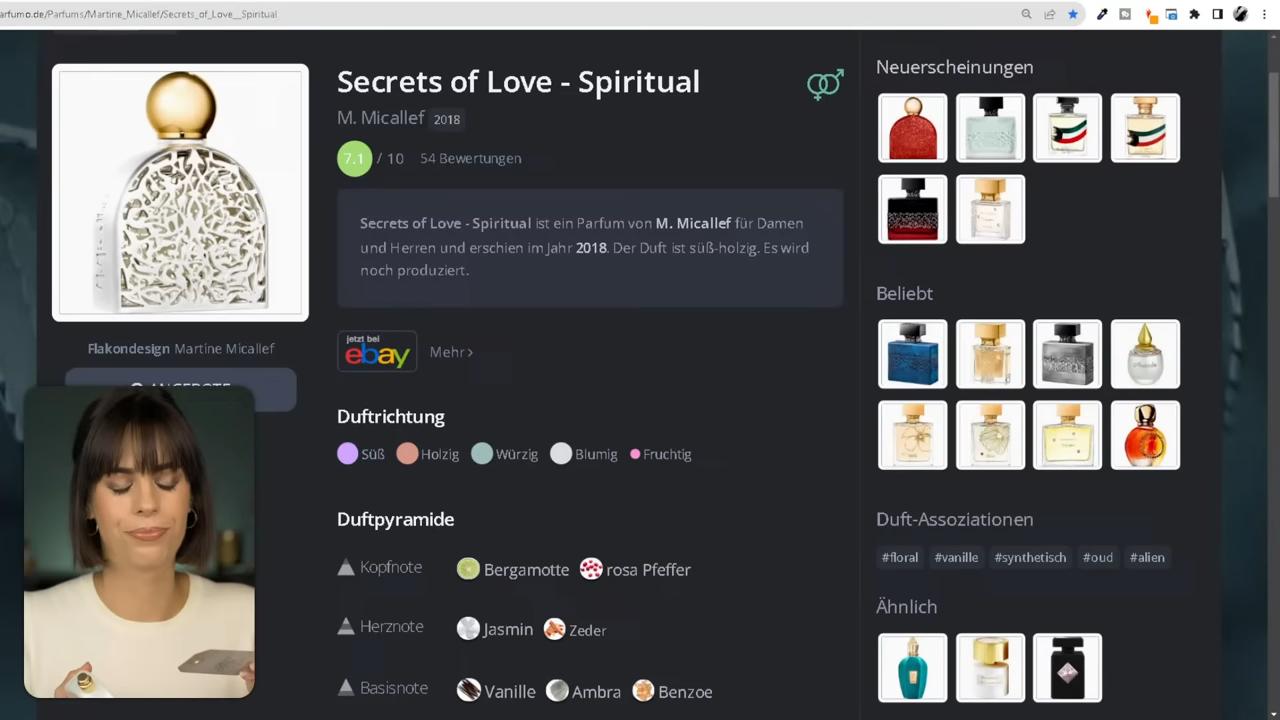 arfumo.de/Parfums/Martine_Micallef/Secrets_of_Love__Spiritual
Secrets of Love - Spiritual
M. Micallef 2018
7.1 / 10 54 Bewertungen
Secrets of Love - Spiritual ist ein Parfum von M. Micallef für Damen
und Herren und erschien im Jahr 2018. Der Duft ist süß-holzig. Es wird
noch produziert.
jetzt bei
ebay
Mehr ›
Flakondesign Martine Micallef
ANGEBOTE
Duftrichtung
Süß Holzig Würzig Blumig Fruchtig
Duftpyramide
Kopfnote Bergamotte rosa Pfeffer
Herznote Jasmin Zeder
Basisnote Vanille Ambra Benzoe
Neuerscheinungen
Beliebt
Duft-Assoziationen
#floral #vanille #synthetisch #oud #alien
Ähnlich